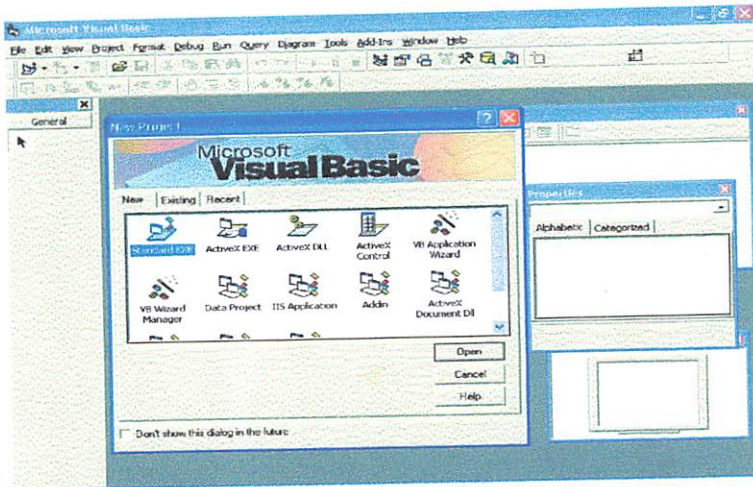 Microsoft Visual Basic
File Edit View Project Format Debug Run Query Diagram Tools Add-Ins Window Help
General
New Project
Microsoft
Visual Basic
New Existing Recent
Standard EXE ActiveX EXE ActiveX DLL ActiveX Control VB Application Wizard
VB Wizard Manager Data Project IIS Application Addin ActiveX Document Dll
Open
Cancel
Help
Don't show this dialog in the future
Properties
Alphabetic Categorized